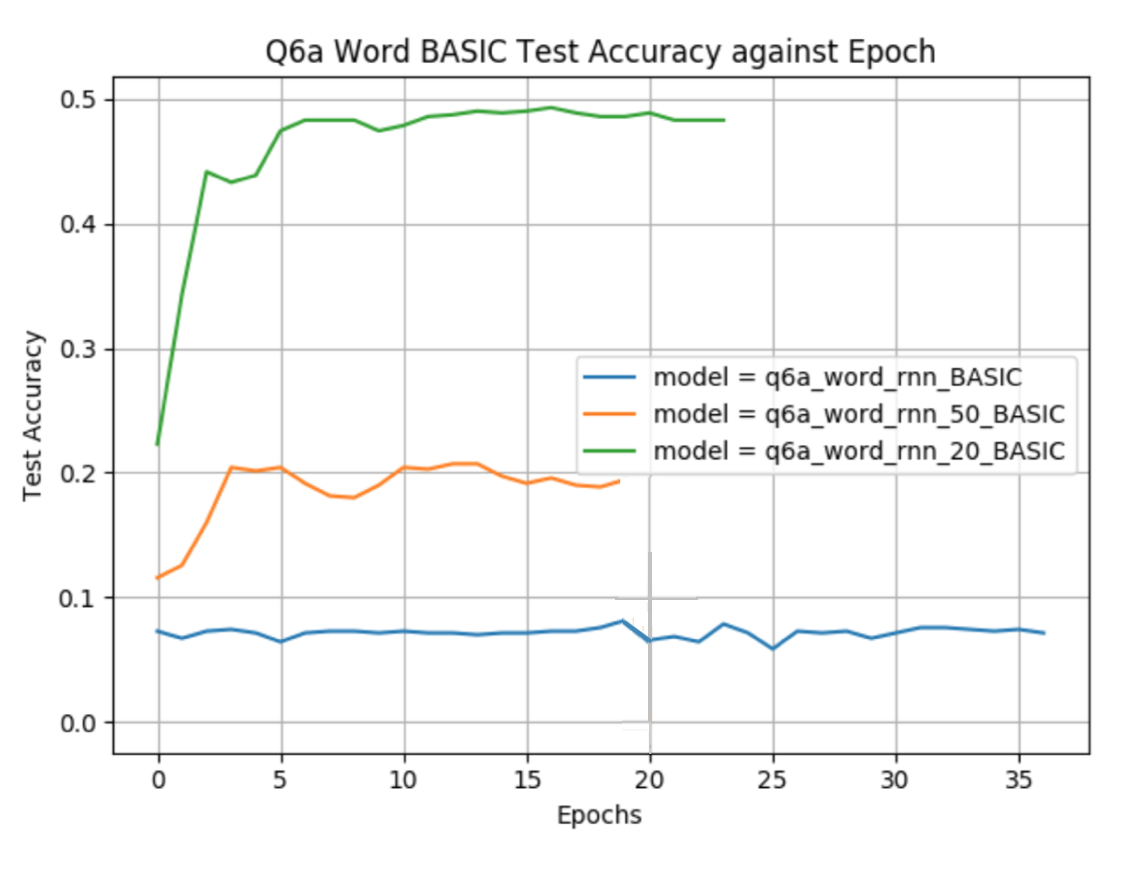 Q6a Word BASIC Test Accuracy against Epoch
0.5
0.4
0.3
0.2
0.1
0.0
Test Accuracy
model = q6a_word_rnn_BASIC
model = q6a_word_rnn_50_BASIC
model = q6a_word_rnn_20_BASIC
0 5 10 15 20 25 30 35
Epochs